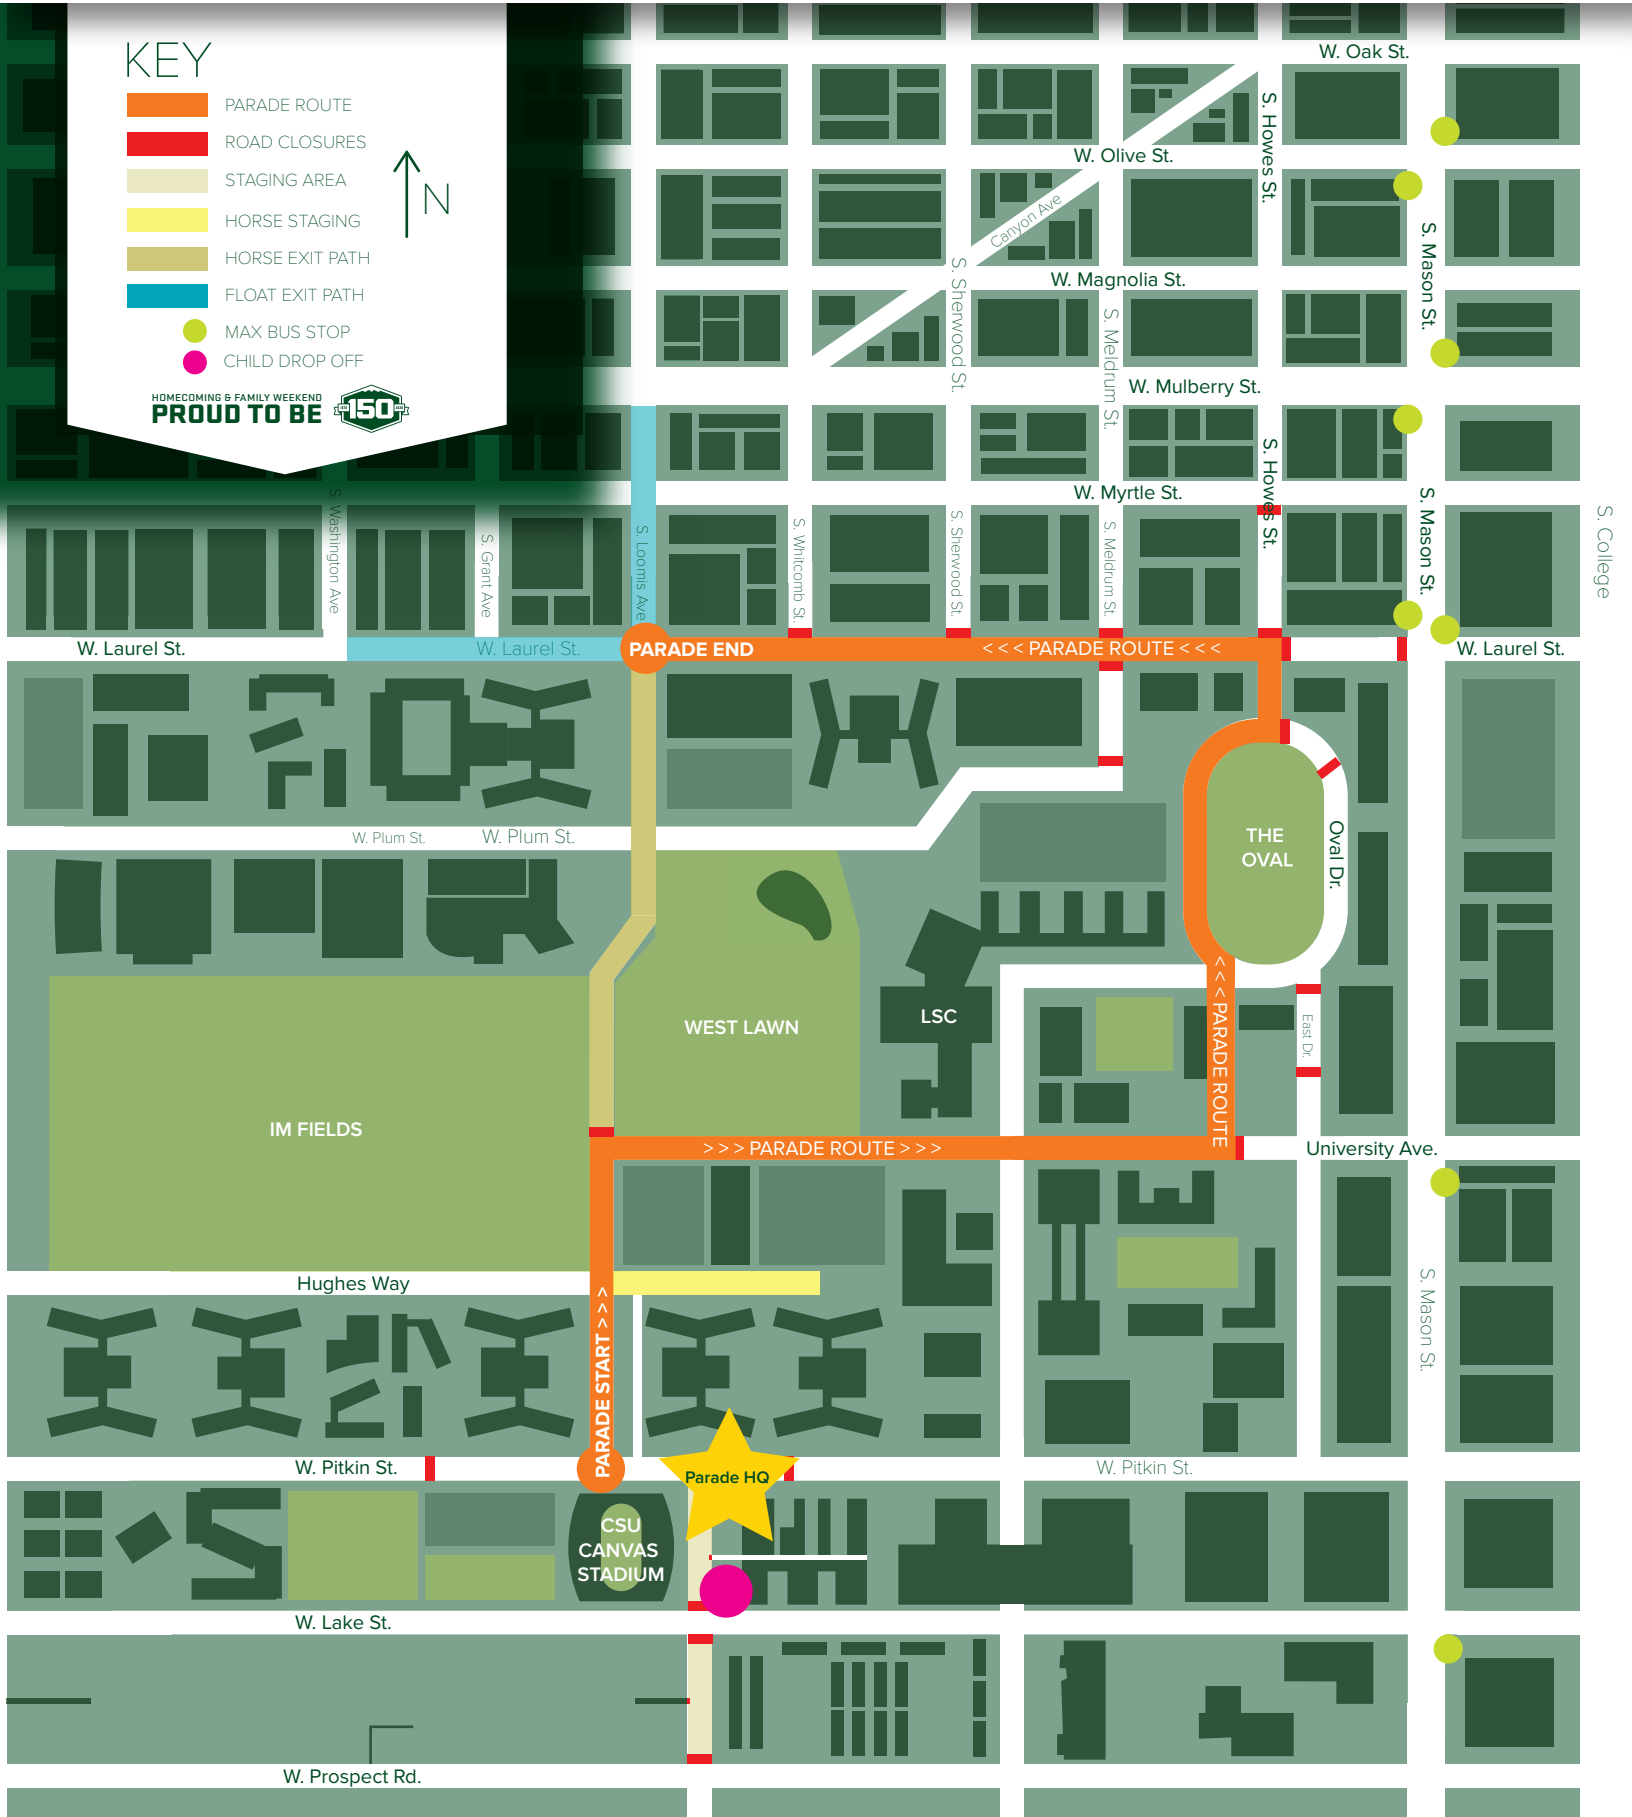 KEY
PARADE ROUTE
ROAD CLOSURES
STAGING AREA
HORSE STAGING
HORSE EXIT PATH
FLOAT EXIT PATH
MAX BUS STOP
CHILD DROP OFF
N
HOMECOMING & FAMILY WEEKEND
PROUD TO BE
150
W. Oak St.
S. Howes St.
W. Olive St.
Canyon Ave
S. Mason St.
W. Magnolia St.
S. Sherwood St.
S. Meldrum St.
W. Mulberry St.
S. Howes St.
W. Myrtle St.
S. Mason St.
S. College
S. Washington Ave
S. Grant Ave
S. Loomis Ave
S. Whitcomb St.
S. Sherwood St.
S. Meldrum St.
W. Laurel St.
W. Laurel St.
PARADE END
< < < PARADE ROUTE < < <
W. Laurel St.
W. Plum St.
W. Plum St.
THE
OVAL
Oval Dr.
WEST LAWN
LSC
< < < PARADE ROUTE
East Dr.
IM FIELDS
> > > PARADE ROUTE > > >
University Ave.
Hughes Way
PARADE START > > >
S. Mason St.
W. Pitkin St.
Parade HQ
W. Pitkin St.
CSU
CANVAS
STADIUM
W. Lake St.
W. Prospect Rd.